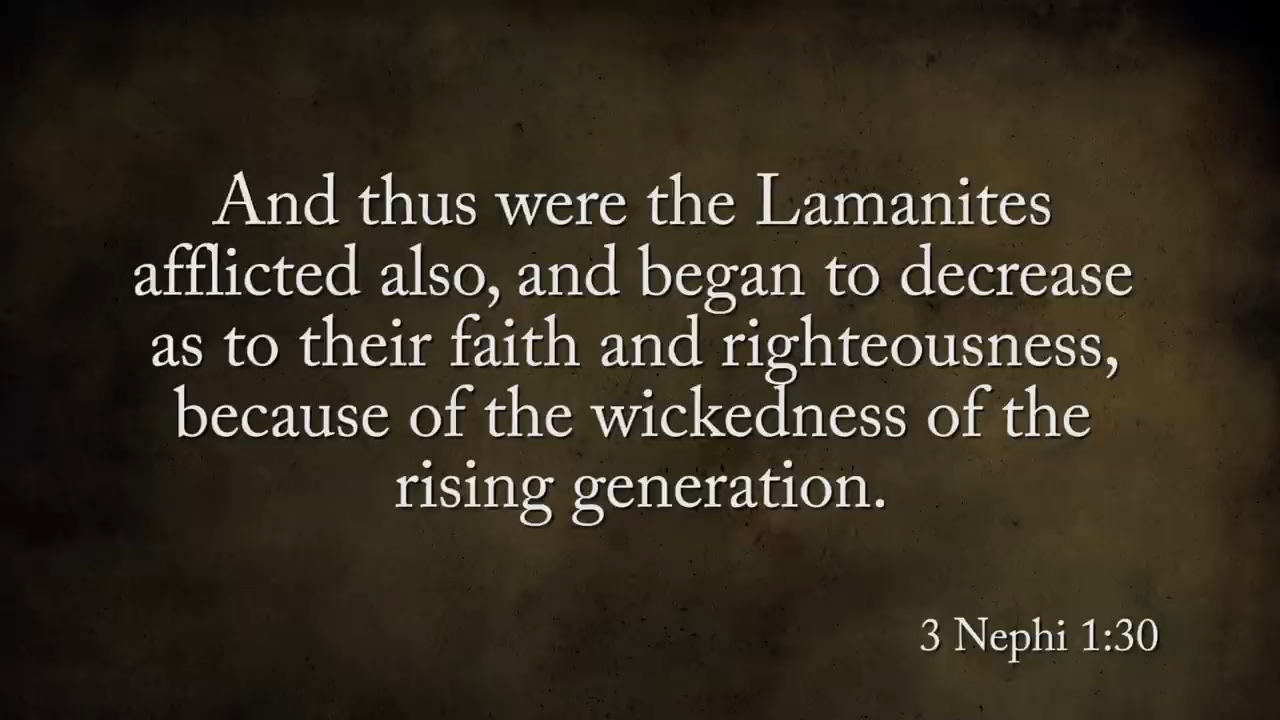 And thus were the Lamanites
afflicted also, and began to decrease
as to their faith and righteousness,
because of the wickedness of the
rising generation.
3 Nephi 1:30